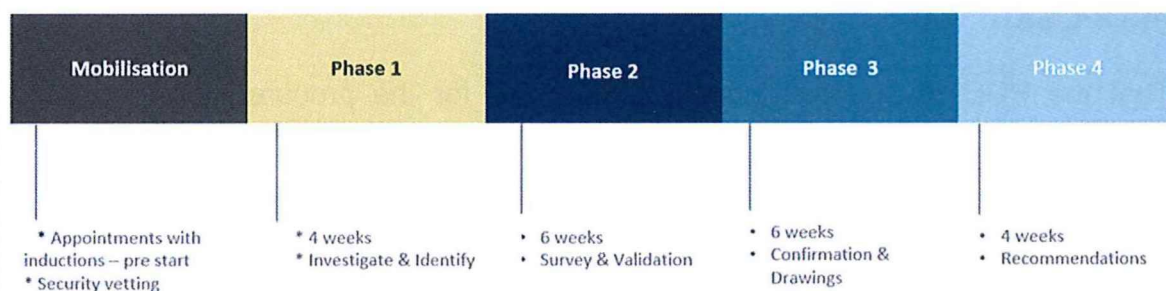 Mobilisation
Phase 1
Phase 2
Phase 3
Phase 4
* Appointments with
inductions – pre start
* Security vetting
* 4 weeks
* Investigate & Identify
• 6 weeks
• Survey & Validation
• 6 weeks
• Confirmation &
Drawings
• 4 weeks
• Recommendations